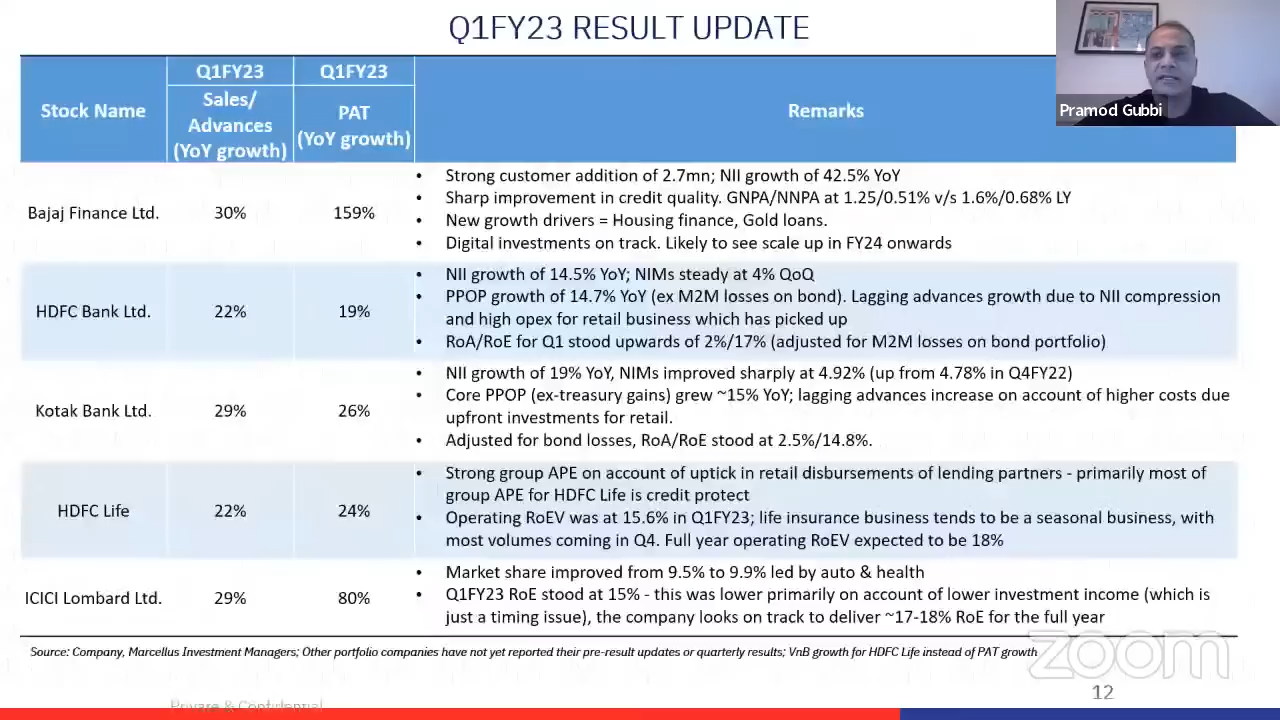 Q1FY23 RESULT UPDATE
Pramod Gubbi
Stock Name
Q1FY23
Sales/
Advances
(YoY growth)
Q1FY23
PAT
(YoY growth)
Remarks
Bajaj Finance Ltd.
30%
159%
• Strong customer addition of 2.7mn; NII growth of 42.5% YoY
• Sharp improvement in credit quality. GNPA/NNPA at 1.25/0.51% v/s 1.6%/0.68% LY
• New growth drivers = Housing finance, Gold loans.
• Digital investments on track. Likely to see scale up in FY24 onwards
HDFC Bank Ltd.
22%
19%
• NII growth of 14.5% YoY; NIMs steady at 4% QoQ
• PPOP growth of 14.7% YoY (ex M2M losses on bond). Lagging advances growth due to NII compression
and high opex for retail business which has picked up
• RoA/RoE for Q1 stood upwards of 2%/17% (adjusted for M2M losses on bond portfolio)
Kotak Bank Ltd.
29%
26%
• NII growth of 19% YoY, NIMs improved sharply at 4.92% (up from 4.78% in Q4FY22)
• Core PPOP (ex-treasury gains) grew ~15% YoY; lagging advances increase on account of higher costs due
upfront investments for retail.
• Adjusted for bond losses, RoA/RoE stood at 2.5%/14.8%.
HDFC Life
22%
24%
• Strong group APE on account of uptick in retail disbursements of lending partners - primarily most of
group APE for HDFC Life is credit protect
• Operating RoEV was at 15.6% in Q1FY23; life insurance business tends to be a seasonal business, with
most volumes coming in Q4. Full year operating RoEV expected to be 18%
ICICI Lombard Ltd.
29%
80%
• Market share improved from 9.5% to 9.9% led by auto & health
• Q1FY23 RoE stood at 15% - this was lower primarily on account of lower investment income (which is
just a timing issue), the company looks on track to deliver ~17-18% RoE for the full year
Source: Company, Marcellus Investment Managers; Other portfolio companies have not yet reported their pre-result updates or quarterly results; VnB growth for HDFC Life instead of PAT growth
zoom
12
Private & Confidential